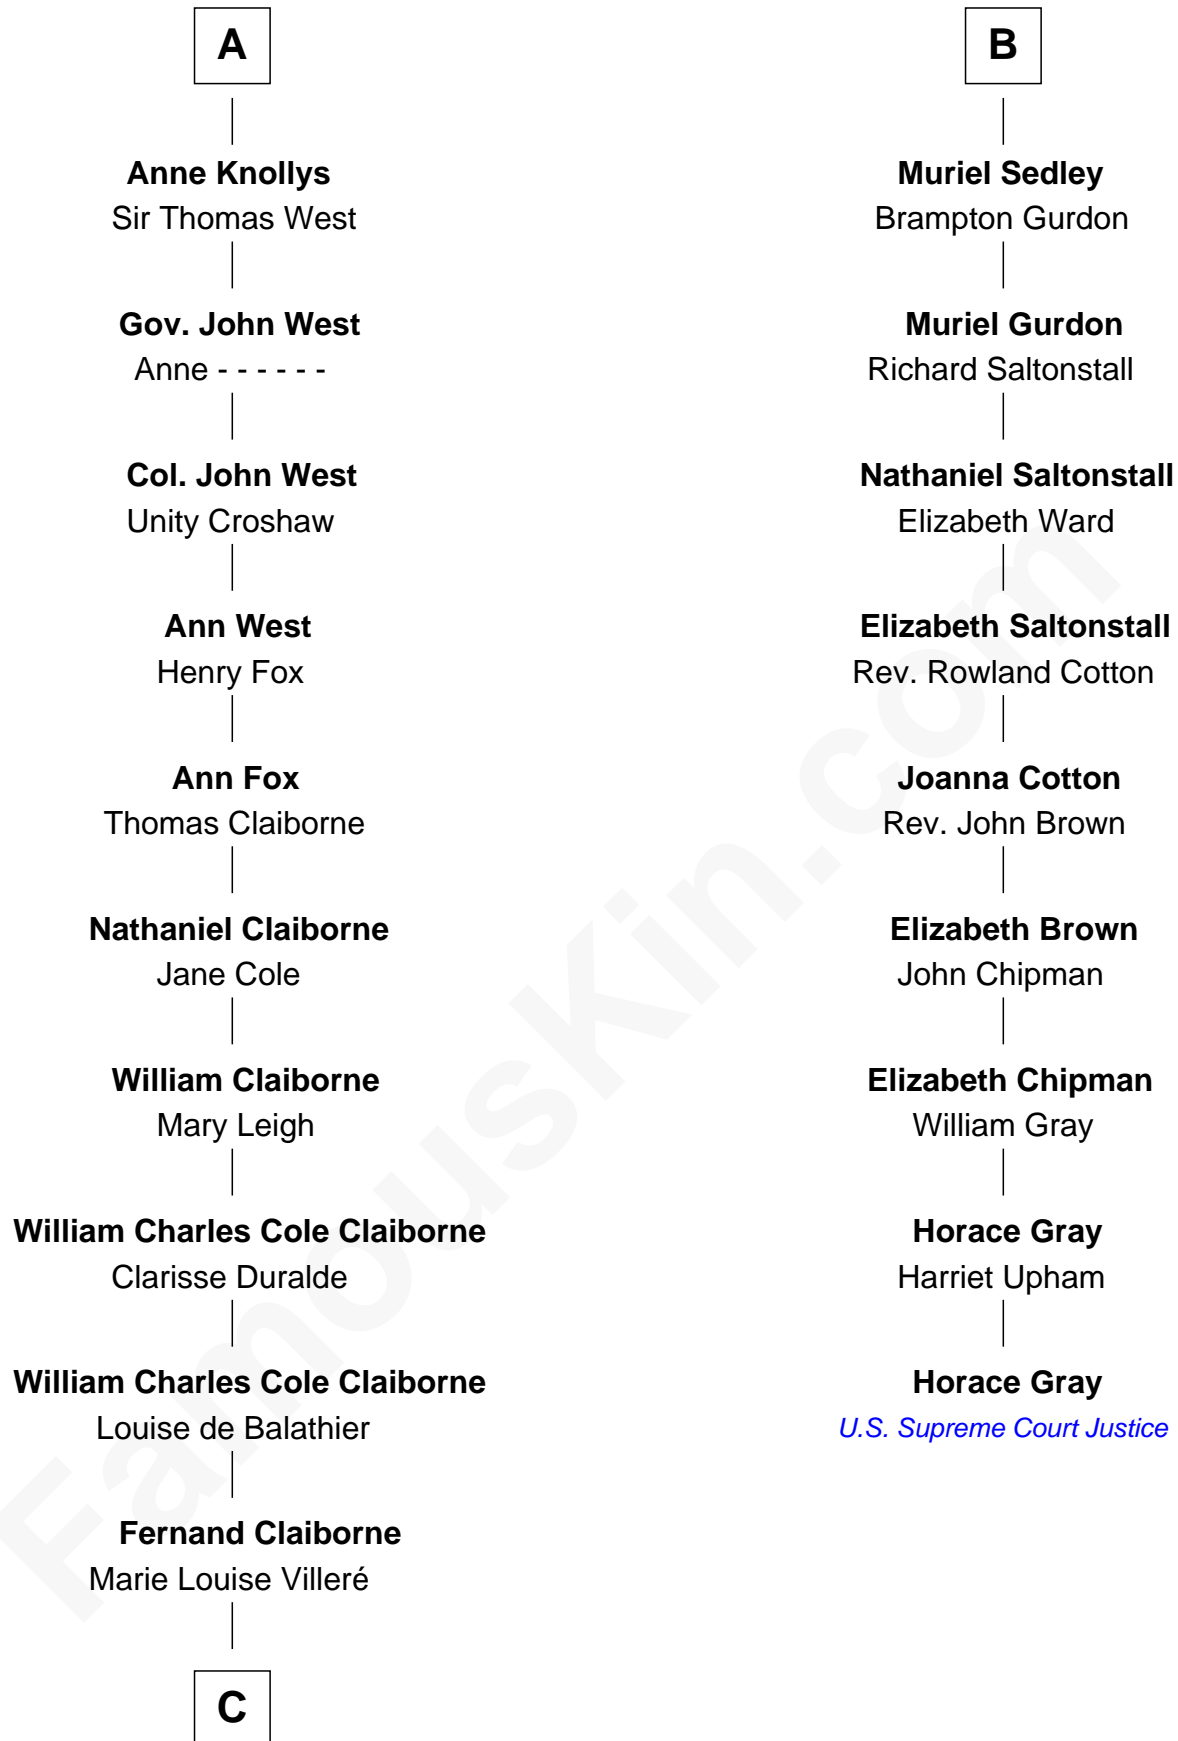 A
Anne Knollys
Sir Thomas West
Gov. John West
Anne - - - - - -
Col. John West
Unity Croshaw
Ann West
Henry Fox
Ann Fox
Thomas Claiborne
Nathaniel Claiborne
Jane Cole
William Claiborne
Mary Leigh
William Charles Cole Claiborne
Clarisse Duralde
William Charles Cole Claiborne
Louise de Balathier
Fernand Claiborne
Marie Louise Villeré
C
B
Muriel Sedley
Brampton Gurdon
Muriel Gurdon
Richard Saltonstall
Nathaniel Saltonstall
Elizabeth Ward
Elizabeth Saltonstall
Rev. Rowland Cotton
Joanna Cotton
Rev. John Brown
Elizabeth Brown
John Chipman
Elizabeth Chipman
William Gray
Horace Gray
Harriet Upham
Horace Gray
U.S. Supreme Court Justice
FamousKin.com